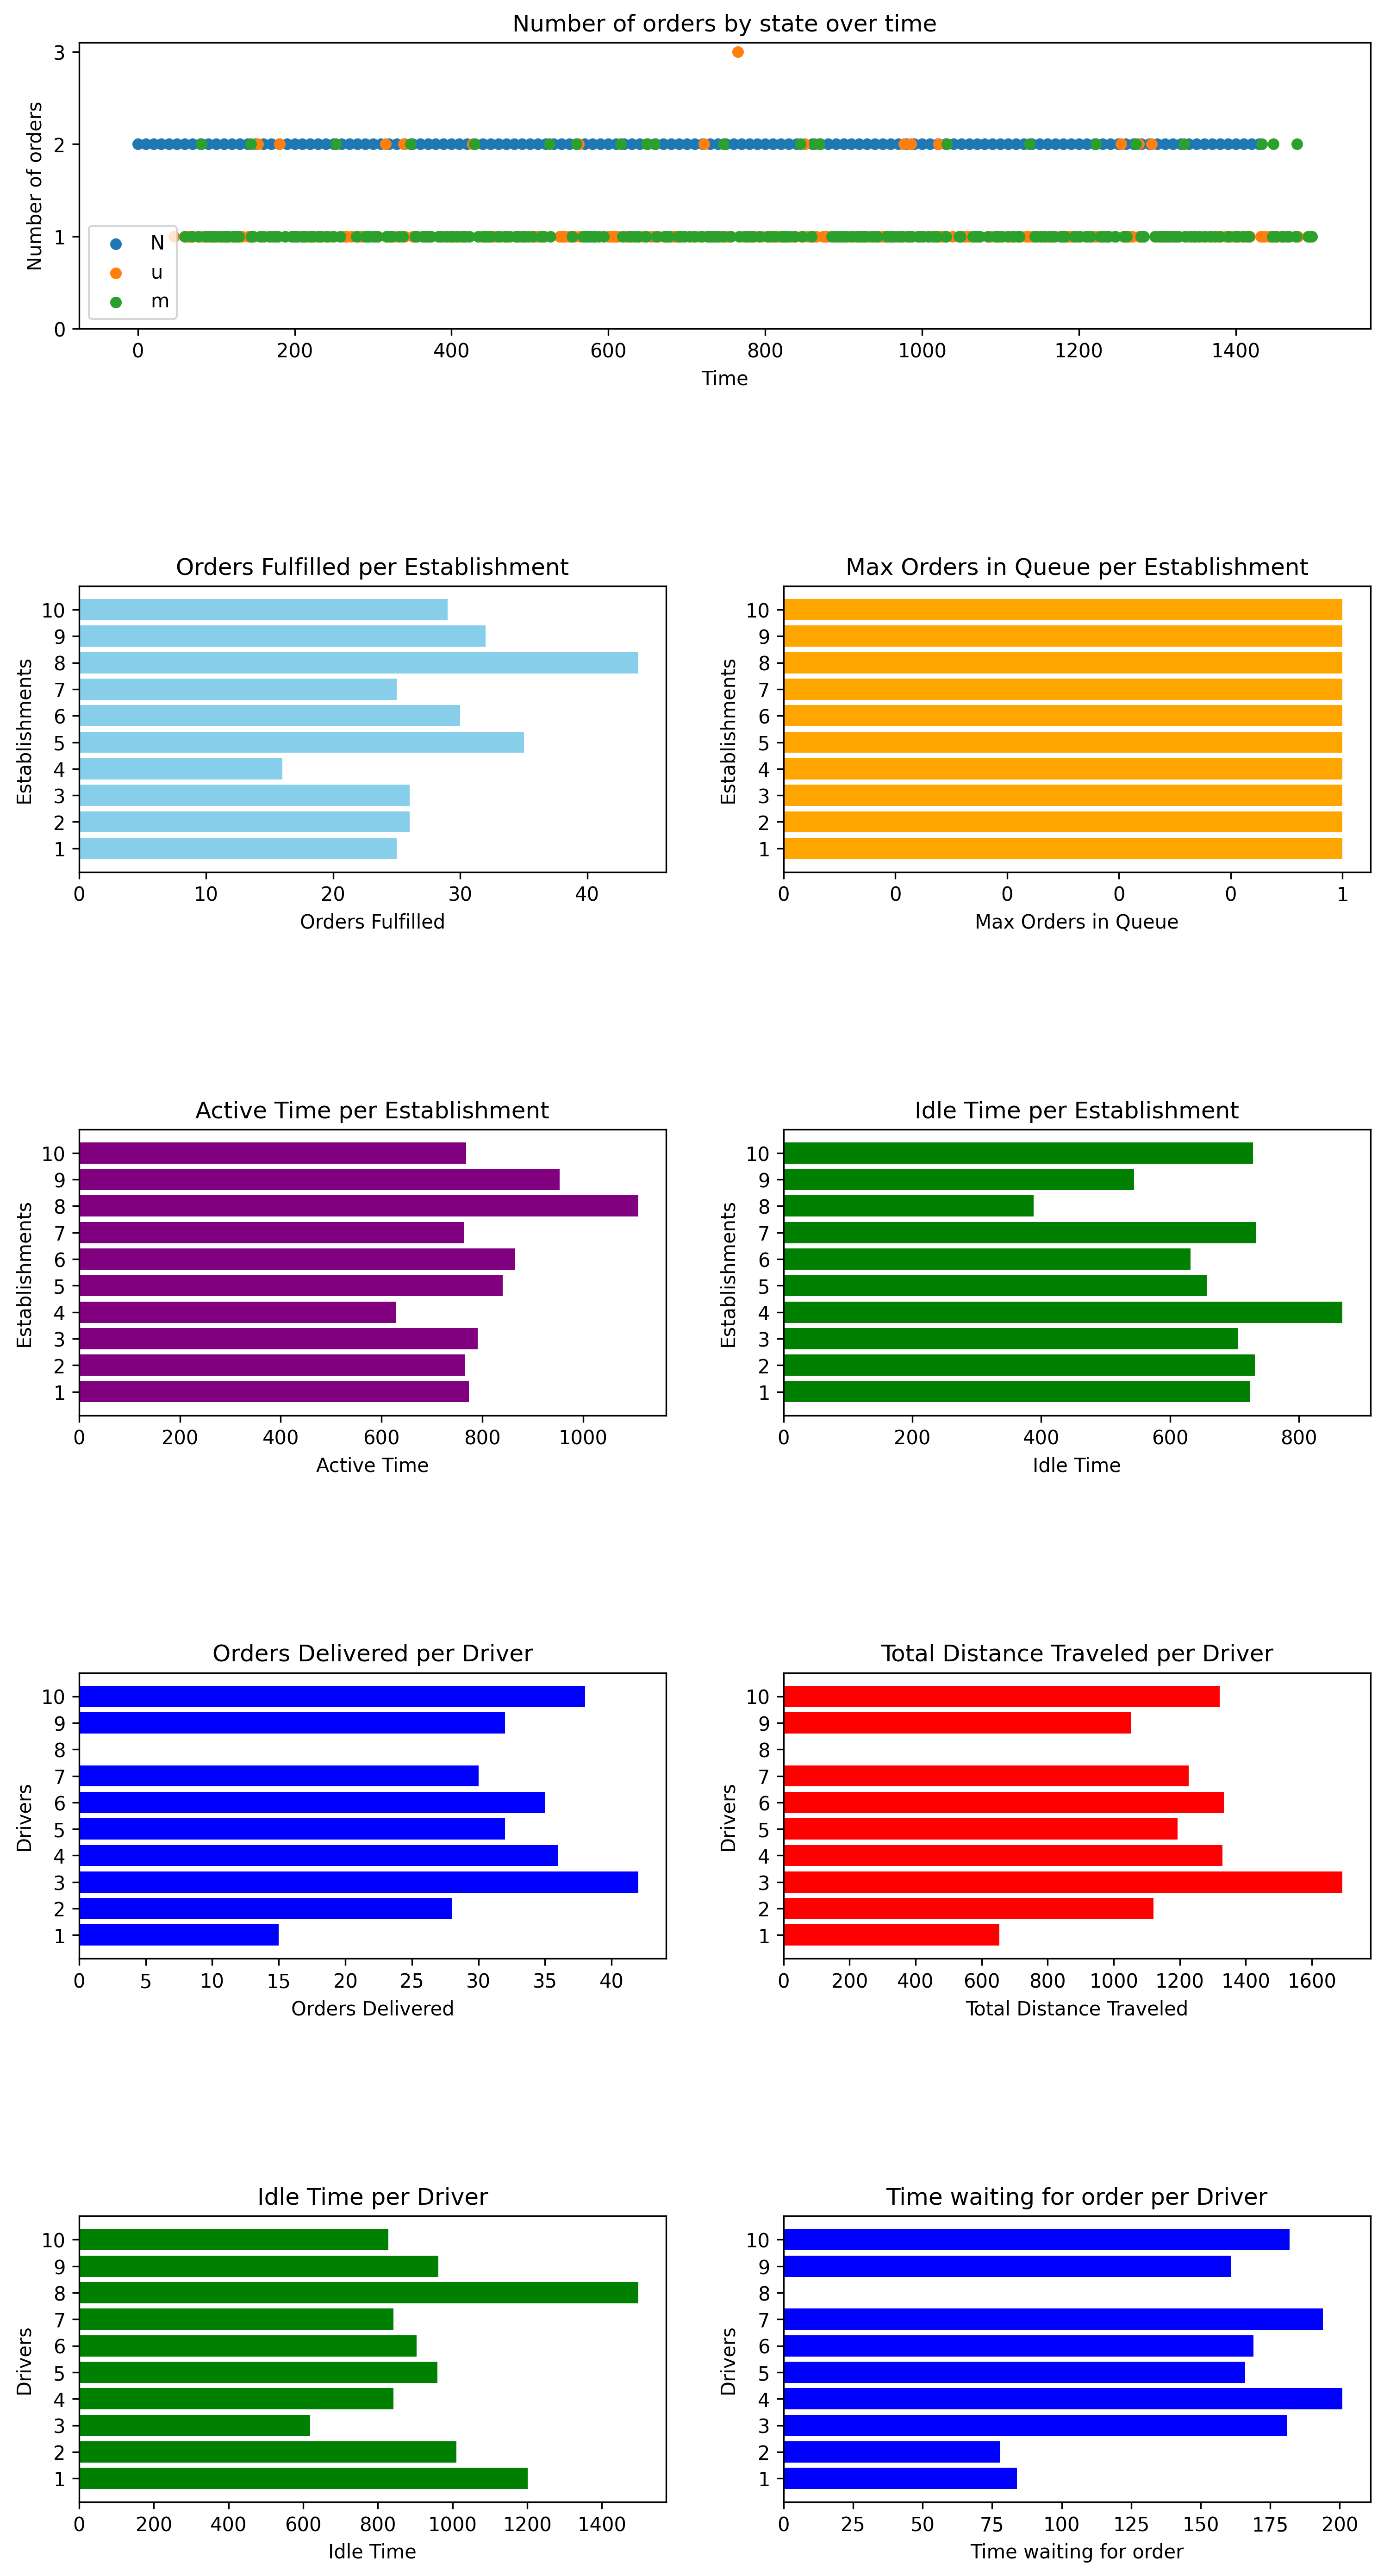 Number of orders by state over time
Number of orders
3
2
1
0
N
u
m
0 200 400 600 800 1000 1200 1400
Time
Orders Fulfilled per Establishment
Establishments
10
9
8
7
6
5
4
3
2
1
0 10 20 30 40
Orders Fulfilled
Max Orders in Queue per Establishment
Establishments
10
9
8
7
6
5
4
3
2
1
0 0 0 0 0 1
Max Orders in Queue
Active Time per Establishment
Establishments
10
9
8
7
6
5
4
3
2
1
0 200 400 600 800 1000
Active Time
Idle Time per Establishment
Establishments
10
9
8
7
6
5
4
3
2
1
0 200 400 600 800
Idle Time
Orders Delivered per Driver
Drivers
10
9
8
7
6
5
4
3
2
1
0 5 10 15 20 25 30 35 40
Orders Delivered
Total Distance Traveled per Driver
Drivers
10
9
8
7
6
5
4
3
2
1
0 200 400 600 800 1000 1200 1400 1600
Total Distance Traveled
Idle Time per Driver
Drivers
10
9
8
7
6
5
4
3
2
1
0 200 400 600 800 1000 1200 1400
Idle Time
Time waiting for order per Driver
Drivers
10
9
8
7
6
5
4
3
2
1
0 25 50 75 100 125 150 175 200
Time waiting for order